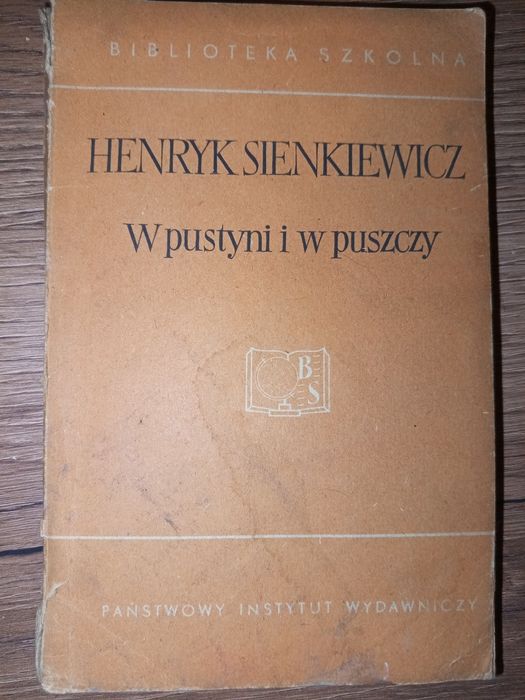 BIBLIOTEKA SZKOLNA
HENRYK SIENKIEWICZ
W pustyni i w puszczy
B
S
PAŃSTWOWY INSTYTUT WYDAWNICZY